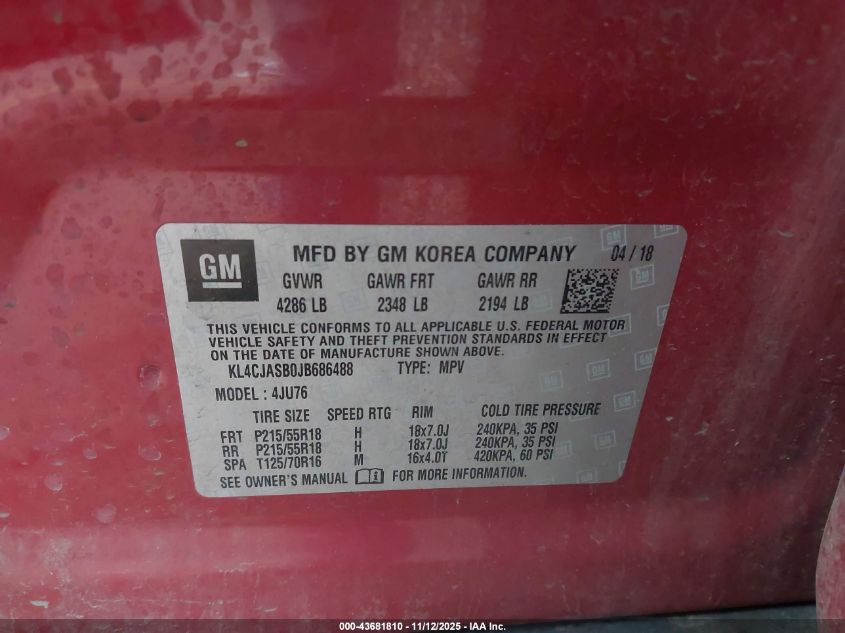 GM MFD BY GM KOREA COMPANY 04 / 18
GVWR GAWR FRT GAWR RR
4286 LB 2348 LB 2194 LB
THIS VEHICLE CONFORMS TO ALL APPLICABLE U.S. FEDERAL MOTOR
VEHICLE SAFETY AND THEFT PREVENTION STANDARDS IN EFFECT
ON THE DATE OF MANUFACTURE SHOWN ABOVE.
KL4CJASB0JB686488 TYPE: MPV
MODEL : 4JU76
TIRE SIZE SPEED RTG RIM COLD TIRE PRESSURE
FRT P215/55R18 H 18x7.0J 240KPA, 35 PSI
RR P215/55R18 H 18x7.0J 240KPA, 35 PSI
SPA T125/70R16 M 16x4.0T 420KPA, 60 PSI
SEE OWNER'S MANUAL FOR MORE INFORMATION.
000-43681810 - 11/12/2025 - IAA Inc.